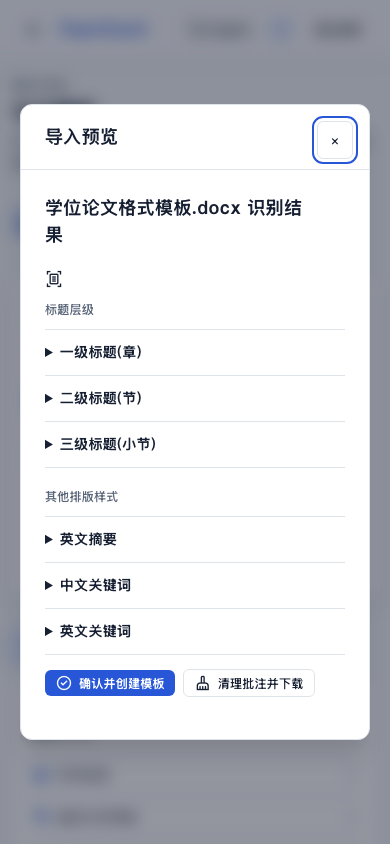 导入预览
×
学位论文格式模板.docx 识别结
果
标题层级
▶ 一级标题(章)
▶ 二级标题(节)
▶ 三级标题(小节)
其他排版样式
▶ 英文摘要
▶ 中文关键词
▶ 英文关键词
确认并创建模板
清理批注并下载